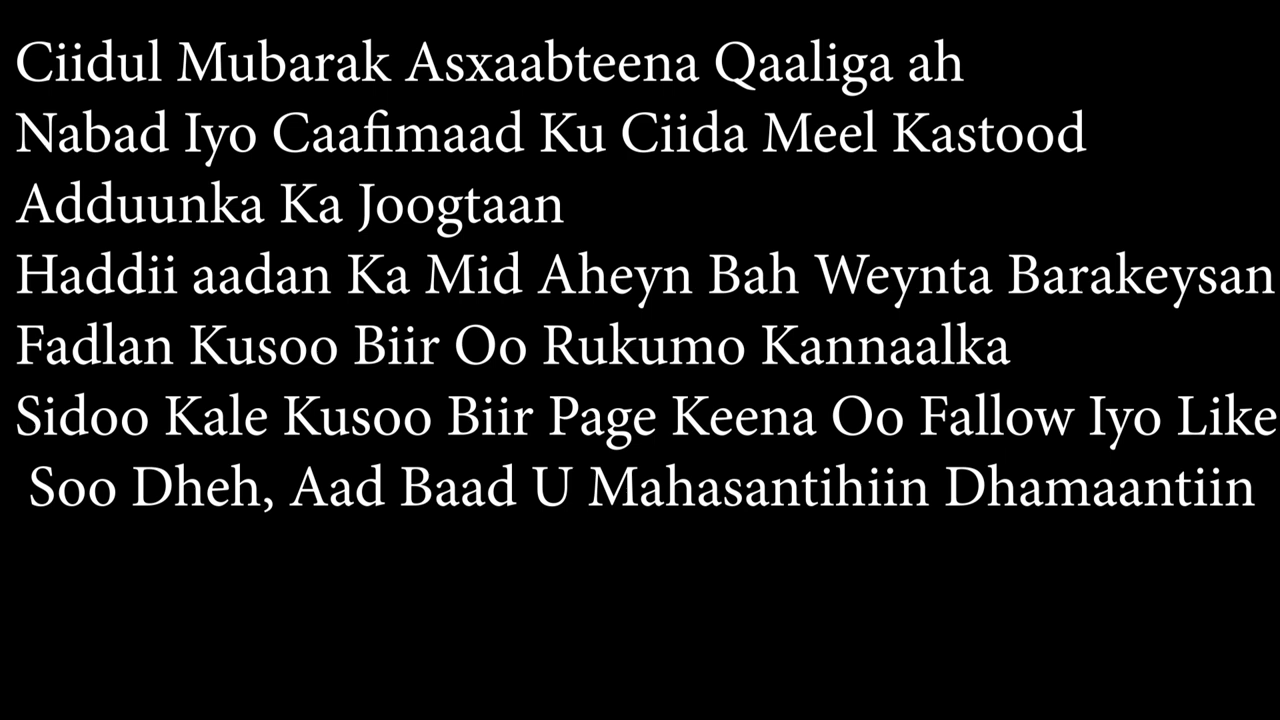 Ciidul Mubarak Asxaabteena Qaaliga ah
Nabad Iyo Caafimaad Ku Ciida Meel Kastood
Adduunka Ka Joogtaan
Haddii aadan Ka Mid Aheyn Bah Weynta Barakeysan
Fadlan Kusoo Biir Oo Rukumo Kannaalka
Sidoo Kale Kusoo Biir Page Keena Oo Fallow Iyo Like
Soo Dheh, Aad Baad U Mahasantihiin Dhamaantiin